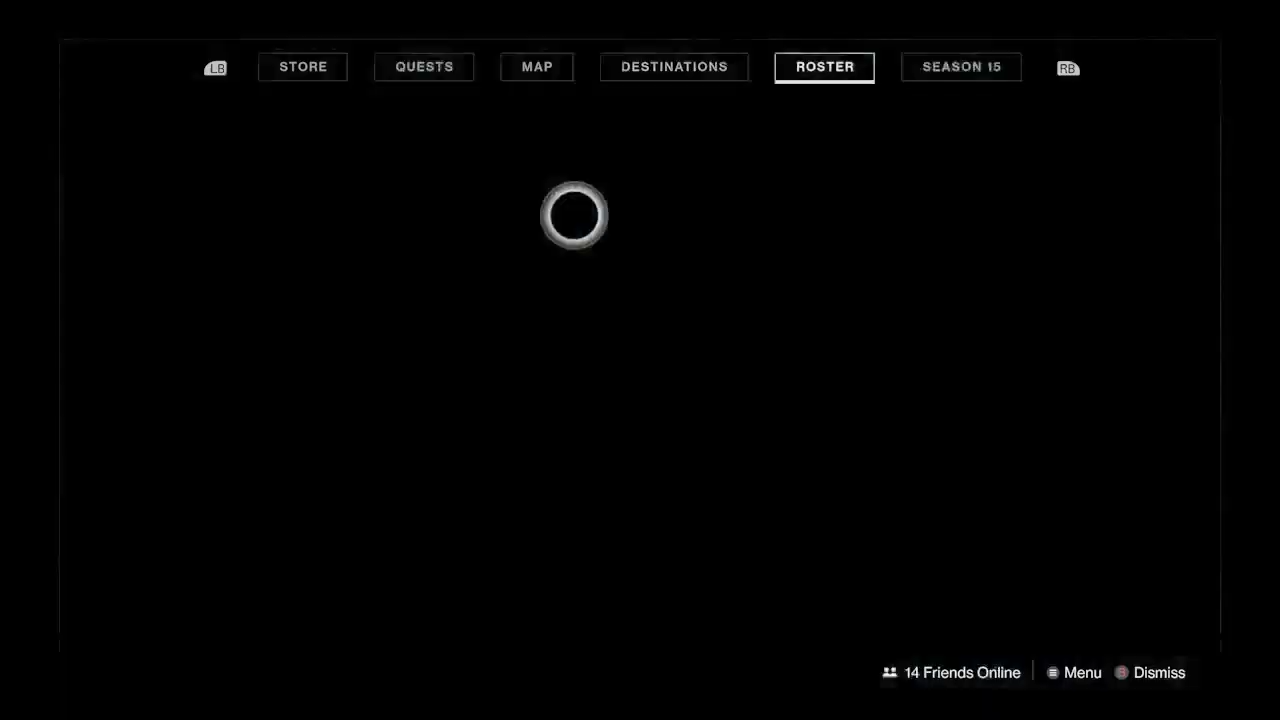 LB STORE QUESTS MAP DESTINATIONS ROSTER SEASON 15 RB
14 Friends Online Menu B Dismiss